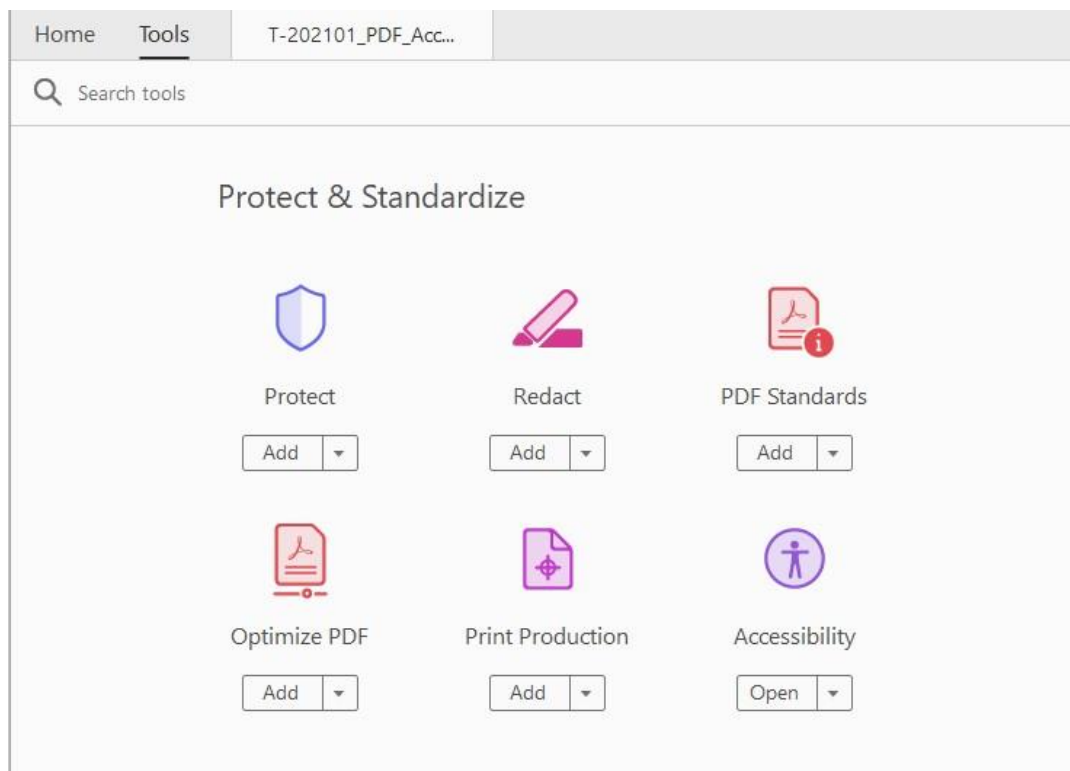 Home Tools T-202101_PDF_Acc...
Search tools
Protect & Standardize
Protect Redact PDF Standards
Add Add Add
Optimize PDF Print Production Accessibility
Add Add Open